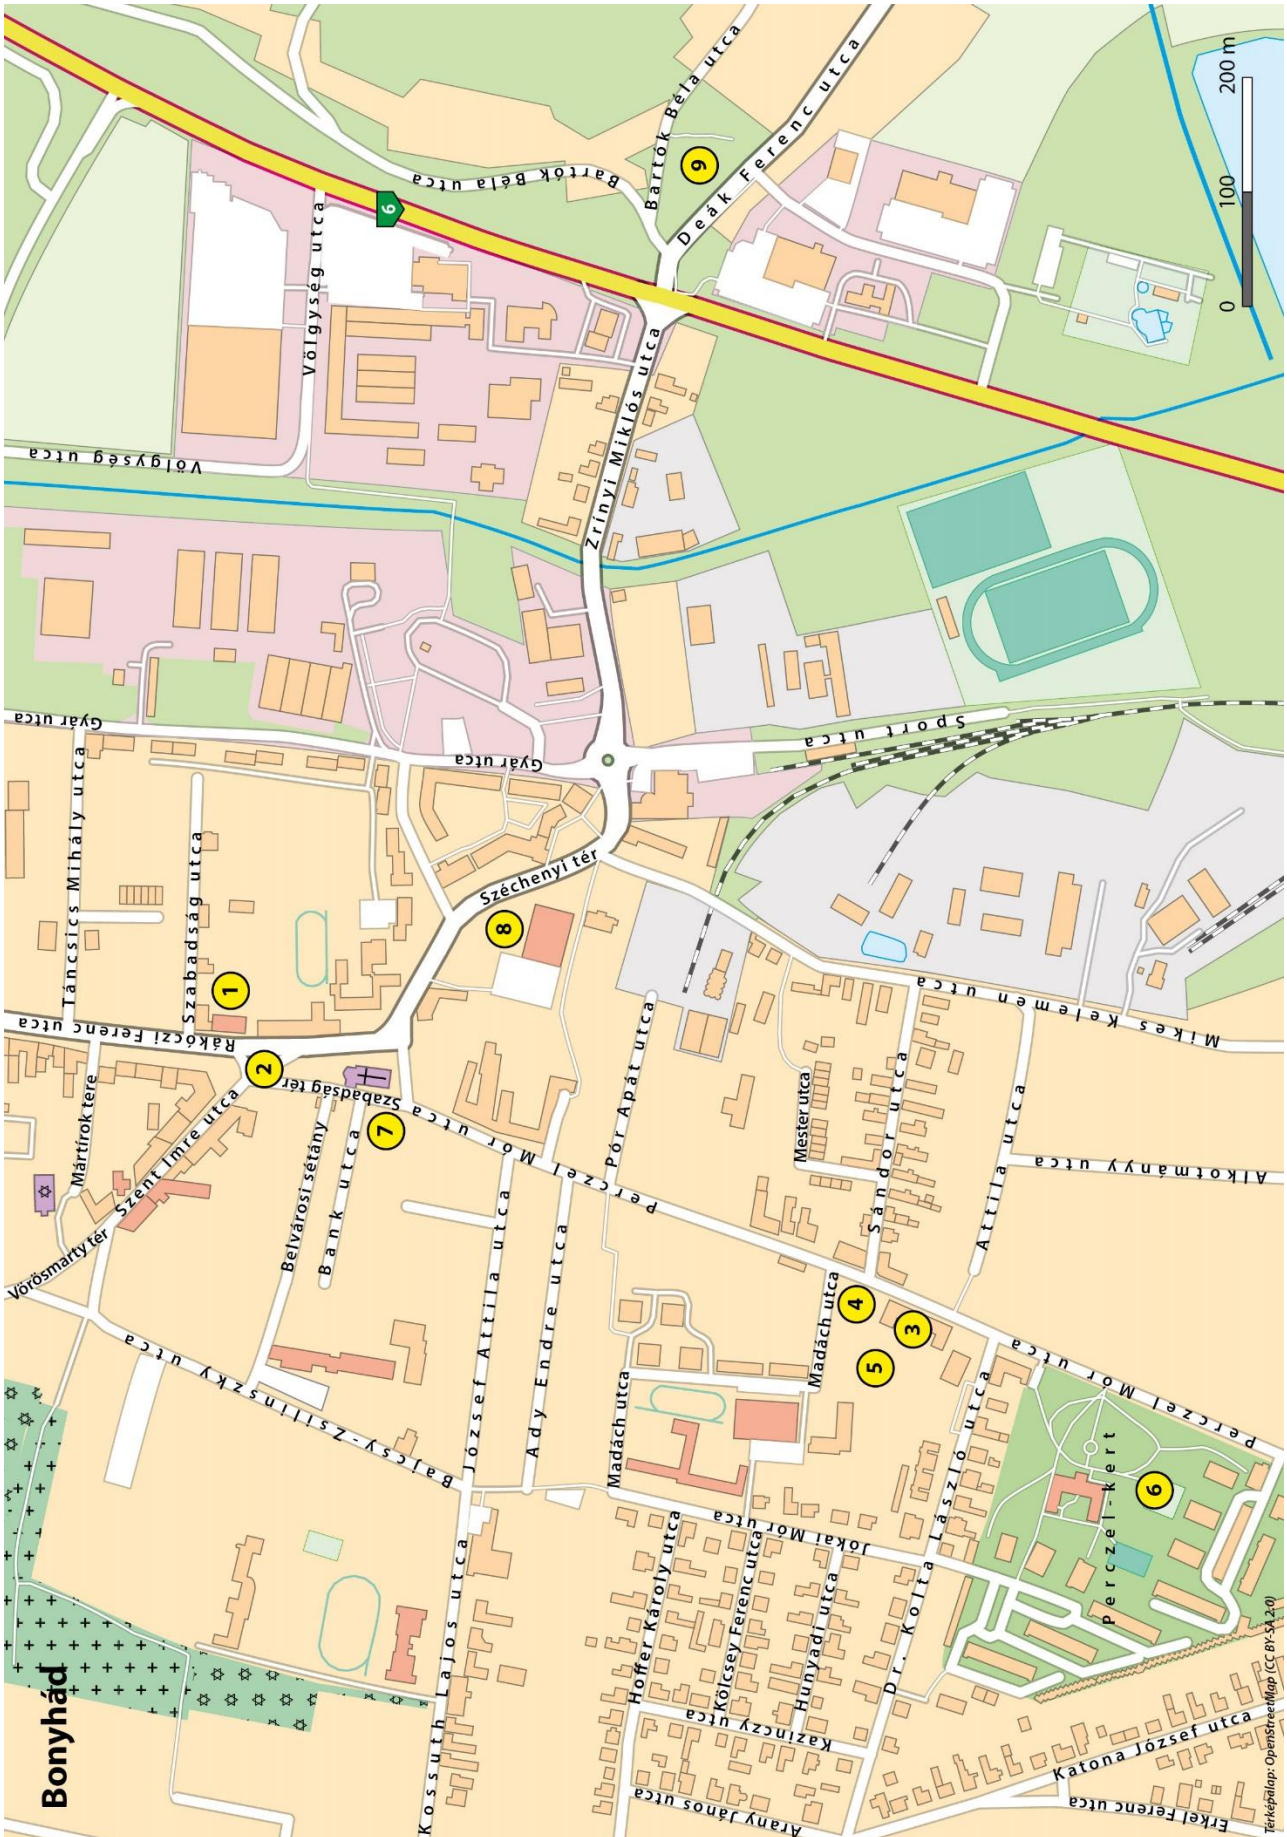 Bonyhád
Völgység utca
Völgység utca
6
Bartók Béla utca
Bartók Béla utca
Deák Ferenc utca
9
Zrínyi Miklós utca
0 100 200 m
Gyár utca
Gyár utca
Táncsics Mihály utca
Szabadság utca
Rákóczi Ferenc utca
1
2
Széchenyi tér
8
Sport utca
Mikes Kelemen utca
Mártírok tere
Szent Imre utca
Vörösmarty tér
Szabadság tér
7
Belvárosi sétány
Bank utca
Perczel Mór utca
Pór Apát utca
Mester utca
Sándor utca
Attila utca
Alkotmány utca
Bajcsy-Zsilinszky utca
József Attila utca
Ady Endre utca
Perczel Mór utca
Madách utca
Madách utca
4
3
5
Kossuth Lajos utca
Hoffer Károly utca
Jókai Mór utca
Kölcsey Ferenc utca
Hunyadi utca
Kazinczy utca
Arany János utca
Dr. Kolta László utca
Perczel-kert
6
Katona József utca
Erkel Ferenc utca
Térképalap: OpenStreetMap (CC BY-SA 2.0)